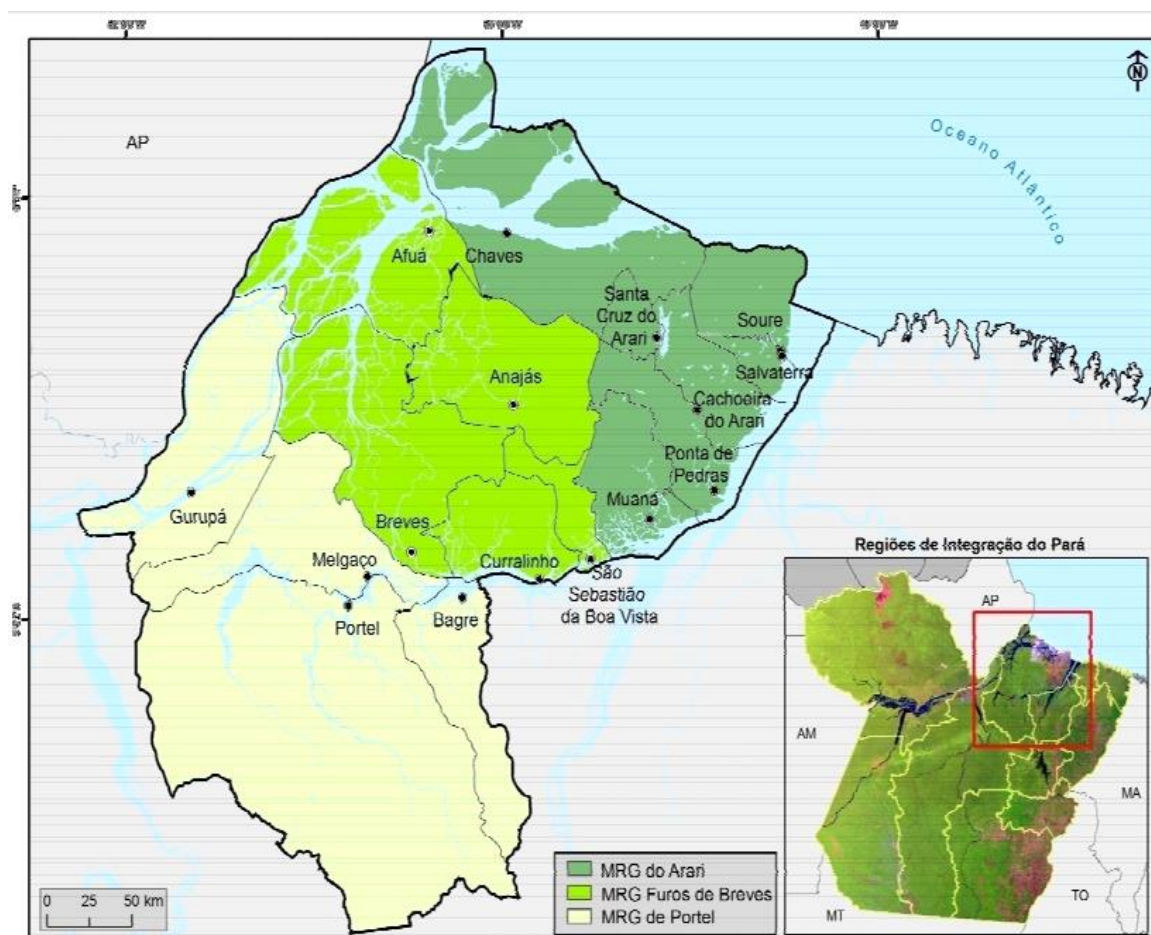 N
AP
Oceano Atlântico
Afuá
Chaves
Santa
Cruz do
Arari
Soure
Salvaterra
Anajás
Cachoeira
do Arari
Ponta de
Pedras
Muaná
Gurupá
Breves
Melgaço
Curralinho
São
Sebastião
da Boa Vista
Portel
Bagre
Regiões de Integração do Pará
AP
AM
MA
TO
MT
MRG do Arari
MRG Furos de Breves
MRG de Portel
0 25 50 km